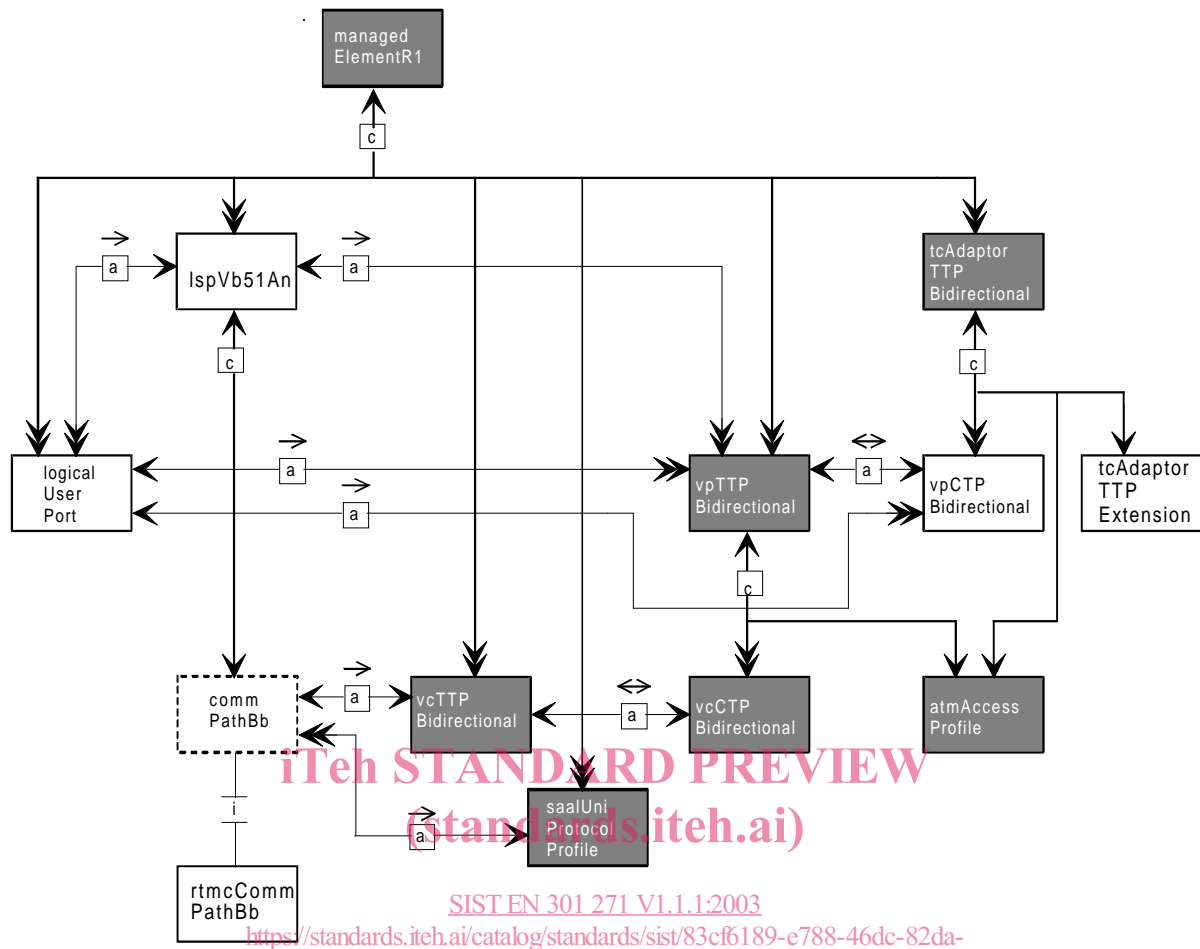 managed
ElementR1
c
a
lspVb51An
a
tcAdaptor
TTP
Bidirectional
c
c
logical
User
Port
a
a
vpTTP
Bidirectional
a
vpCTP
Bidirectional
tcAdaptor
TTP
Extension
c
comm
PathBb
a
vcTTP
Bidirectional
a
vcCTP
Bidirectional
atmAccess
Profile
iTeh STANDARD PREVIEW
(standards.iteh.ai)
i
a
saalUni
Protocol
Profile
rtmcComm
PathBb
SIST EN 301 271 V1.1.1:2003
https://standards.iteh.ai/catalog/standards/sist/83cf6189-e788-46dc-82da-